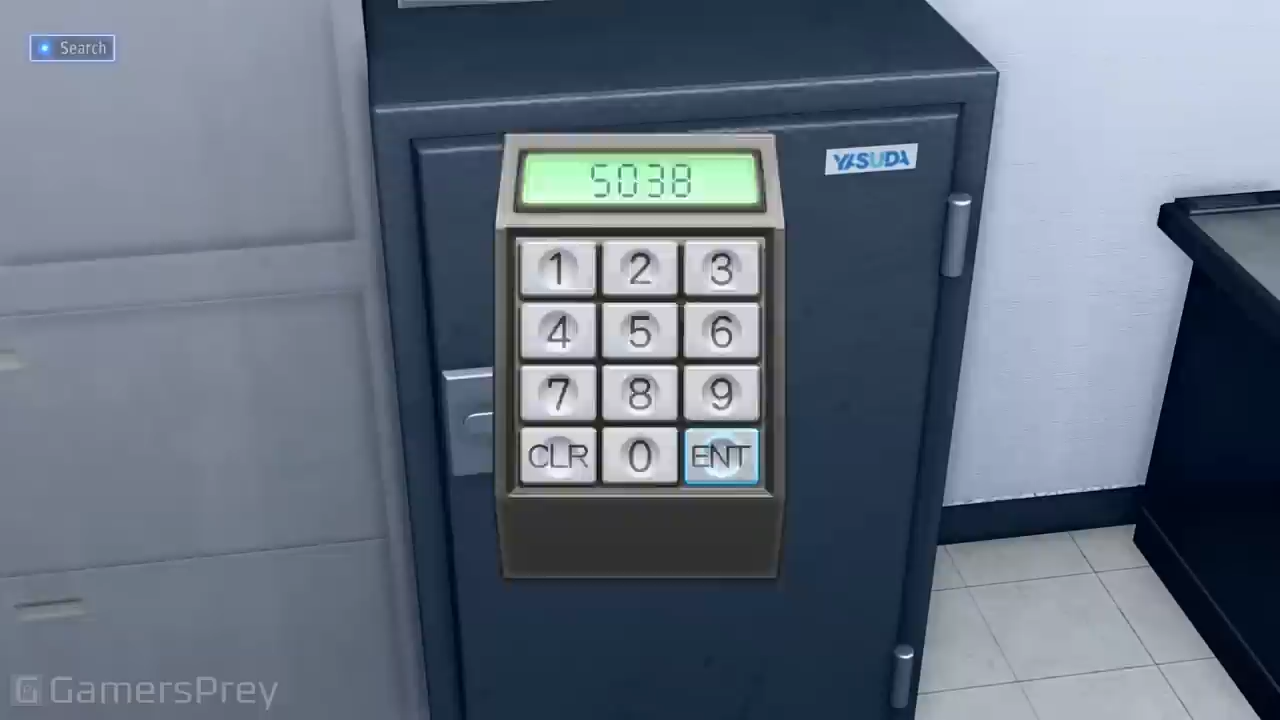 Search
5038
YASUDA
1 2 3
4 5 6
7 8 9
CLR 0 ENT
GamersPrey